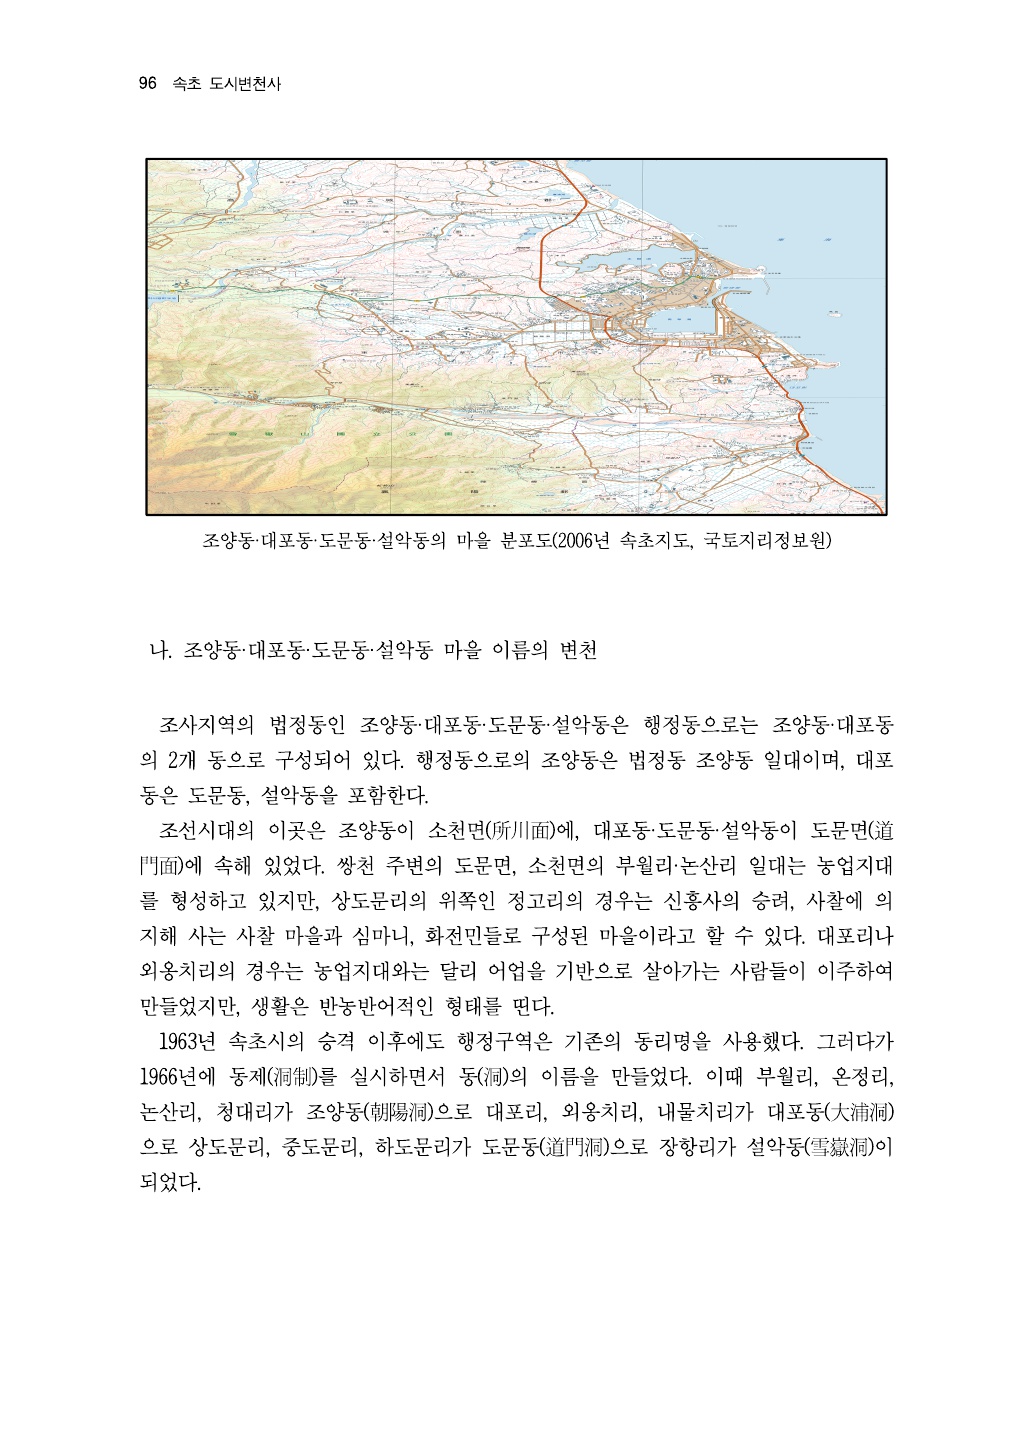 96 속초 도시변천사
조양동·대포동·도문동·설악동의 마을 분포도(2006년 속초지도, 국토지리정보원)
나. 조양동·대포동·도문동·설악동 마을 이름의 변천
조사지역의 법정동인 조양동·대포동·도문동·설악동은 행정동으로는 조양동·대포동
의 2개 동으로 구성되어 있다. 행정동으로의 조양동은 법정동 조양동 일대이며, 대포
동은 도문동, 설악동을 포함한다.
조선시대의 이곳은 조양동이 소천면(所川面)에, 대포동·도문동·설악동이 도문면(道
門面)에 속해 있었다. 쌍천 주변의 도문면, 소천면의 부월리·논산리 일대는 농업지대
를 형성하고 있지만, 상도문리의 위쪽인 정고리의 경우는 신흥사의 승려, 사찰에 의
지해 사는 사찰 마을과 심마니, 화전민들로 구성된 마을이라고 할 수 있다. 대포리나
외옹치리의 경우는 농업지대와는 달리 어업을 기반으로 살아가는 사람들이 이주하여
만들었지만, 생활은 반농반어적인 형태를 띤다.
1963년 속초시의 승격 이후에도 행정구역은 기존의 동리명을 사용했다. 그러다가
1966년에 동제(洞制)를 실시하면서 동(洞)의 이름을 만들었다. 이때 부월리, 온정리,
논산리, 청대리가 조양동(朝陽洞)으로 대포리, 외옹치리, 내물치리가 대포동(大浦洞)
으로 상도문리, 중도문리, 하도문리가 도문동(道門洞)으로 장항리가 설악동(雪嶽洞)이
되었다.